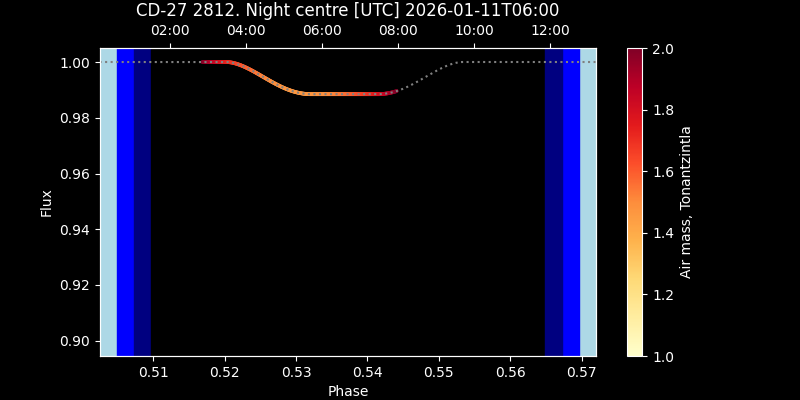 CD-27 2812. Night centre [UTC] 2026-01-11T06:00
02:00 04:00 06:00 08:00 10:00 12:00
1.00
0.98
0.96
0.94
0.92
0.90
Flux
0.51 0.52 0.53 0.54 0.55 0.56 0.57
Phase
2.0
1.8
1.6
1.4
1.2
1.0
Air mass, Tonantzintla